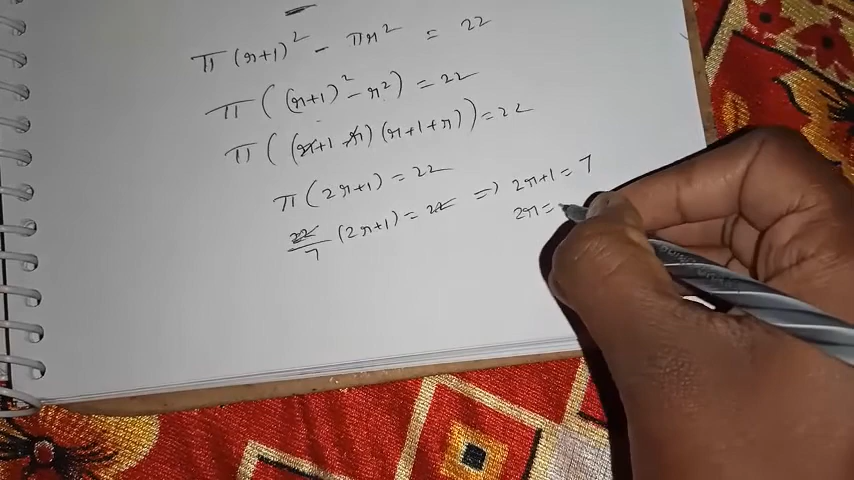 π(r+1)² - πr² = 22
π((r+1)² - r²) = 22
π((r+1-r)(r+1+r)) = 22
π(2r+1) = 22
22/7 (2r+1) = 22 => 2r+1 = 7
2r =